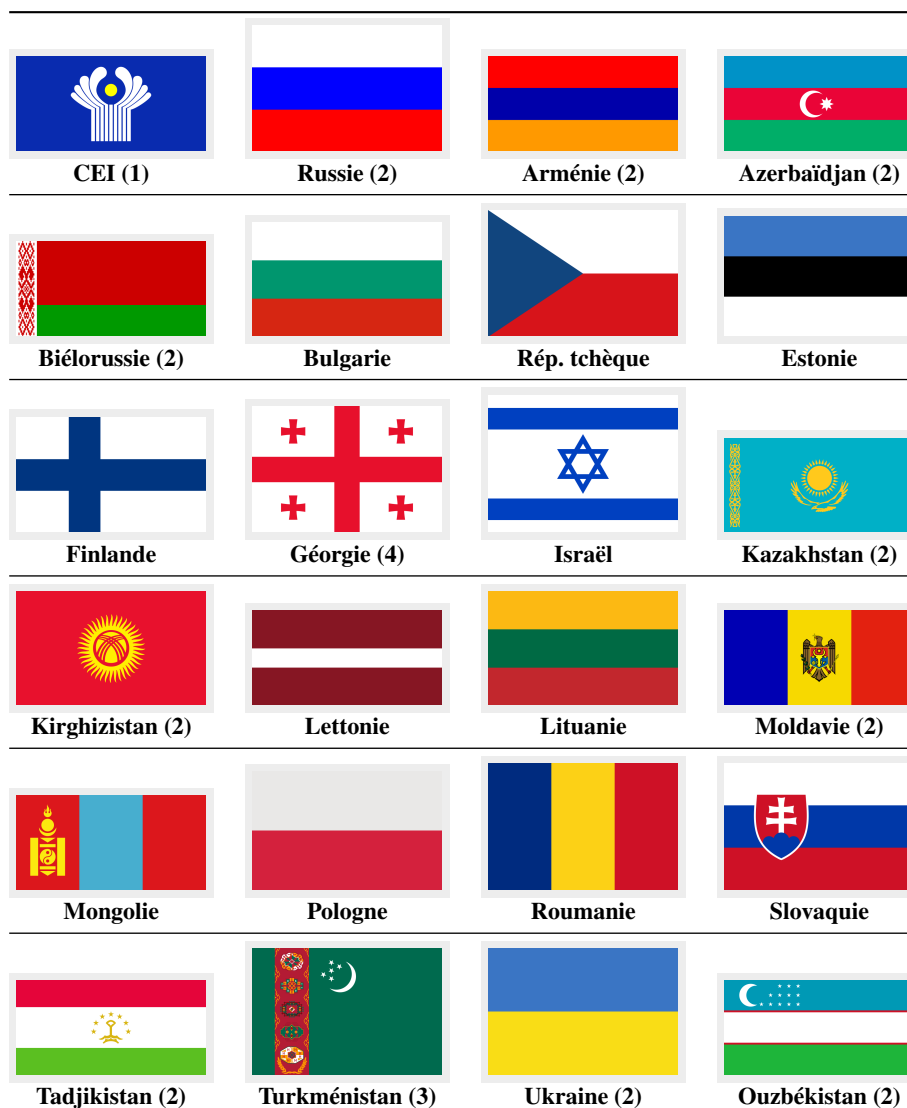 CEI (1) Russie (2) Arménie (2) Azerbaïdjan (2)
Biélorussie (2) Bulgarie Rép. tchèque Estonie
Finlande Géorgie (4) Israël Kazakhstan (2)
Kirghizistan (2) Lettonie Lituanie Moldavie (2)
Mongolie Pologne Roumanie Slovaquie
Tadjikistan (2) Turkménistan (3) Ukraine (2) Ouzbékistan (2)